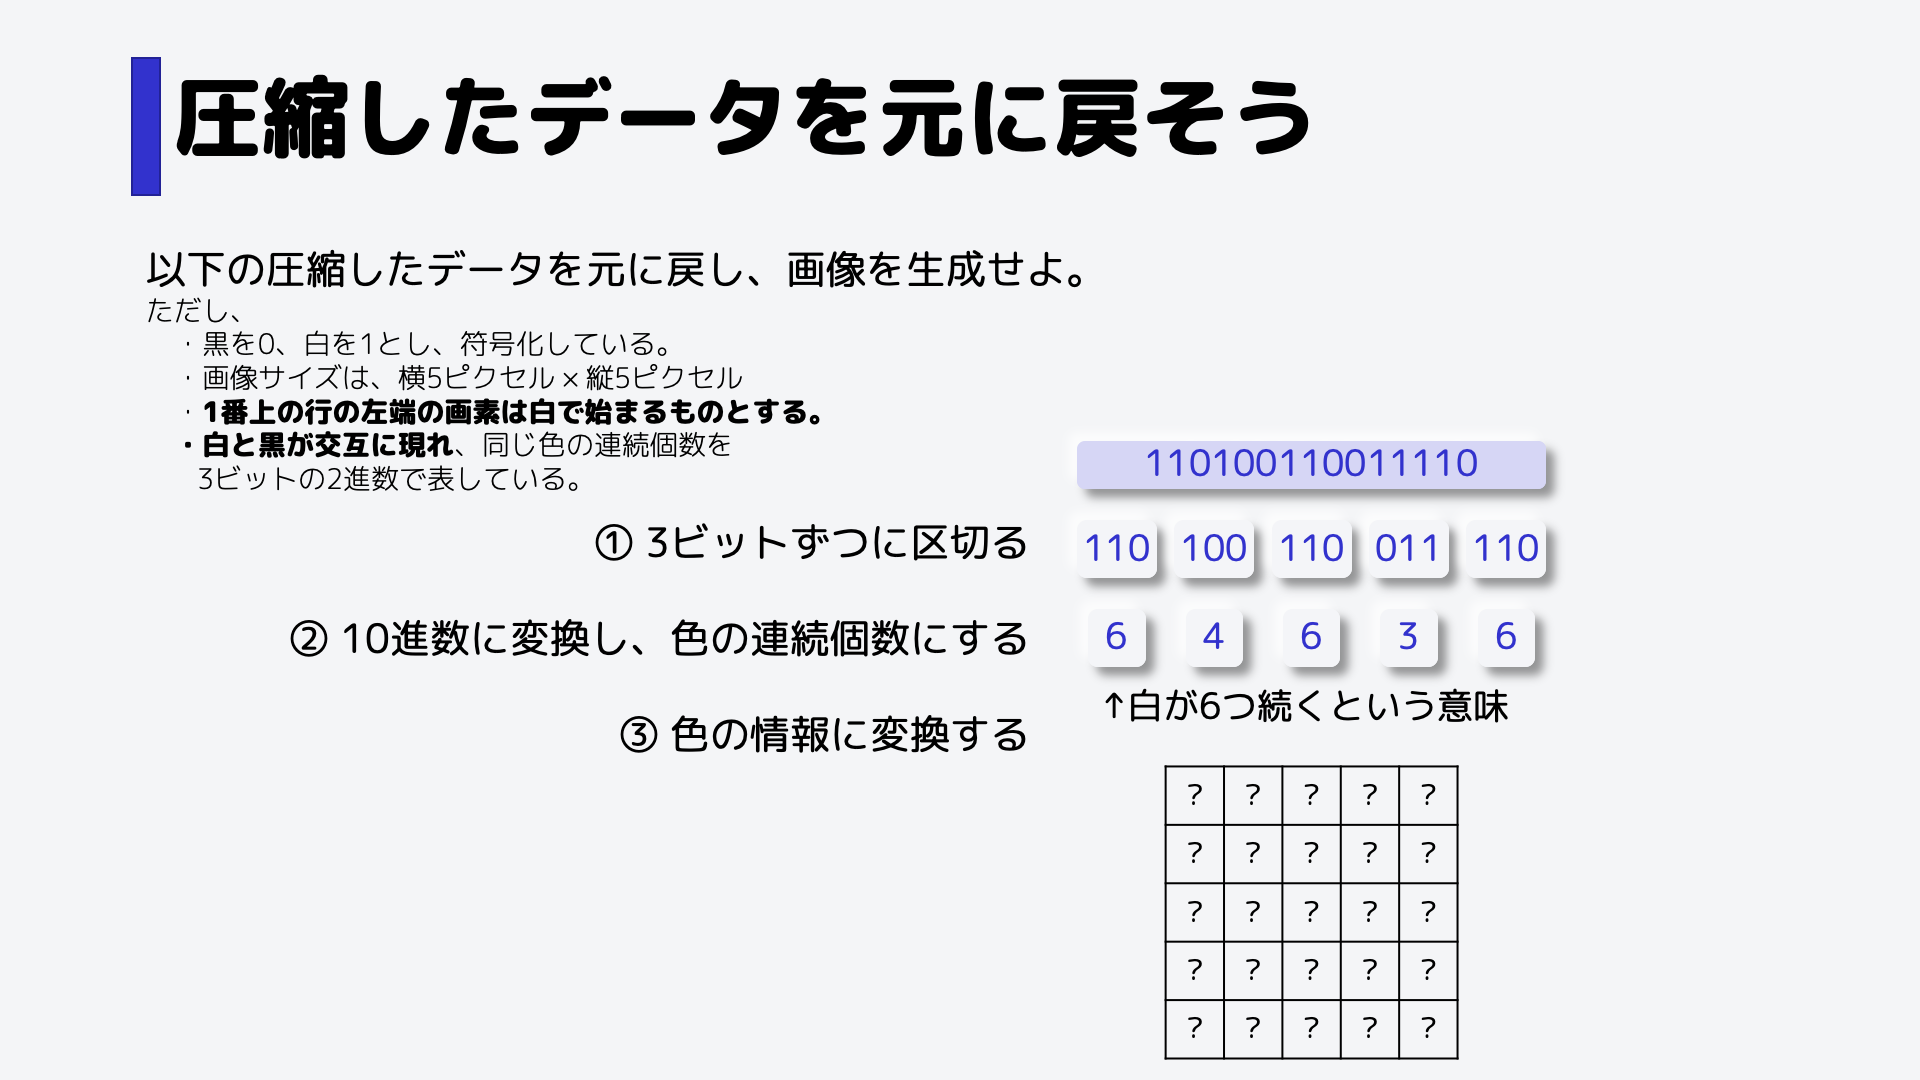 圧縮したデータを元に戻そう
以下の圧縮したデータを元に戻し、画像を生成せよ。
ただし、
・黒を0、白を1とし、符号化している。
・画像サイズは、横5ピクセル × 縦5ピクセル
・1番上の行の左端の画素は白で始まるものとする。
・白と黒が交互に現れ、同じ色の連続個数を
3ビットの2進数で表している。
110100110011110
① 3ビットずつに区切る
110 100 110 011 110
② 10進数に変換し、色の連続個数にする
6 4 6 3 6
↑白が6つ続くという意味
③ 色の情報に変換する
? ? ? ? ?
? ? ? ? ?
? ? ? ? ?
? ? ? ? ?
? ? ? ? ?